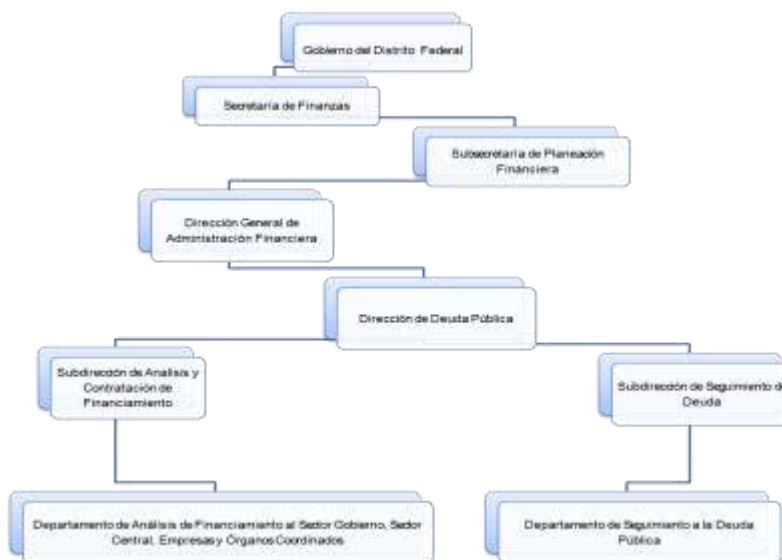 Gobierno del Distrito Federal
Secretaría de Finanzas
Subsecretaría de Planeación
Financiera
Dirección General de
Administración Financiera
Dirección de Deuda Pública
Subdirección de Analisis y
Contratación de
Financiamiento
Subdirección de Seguimiento de
Deuda
Departamento de Análisis de Financiamiento al Sector Gobierno, Sector
Central, Empresas y Órganos Coordinados
Departamento de Seguimiento a la Deuda
Pública